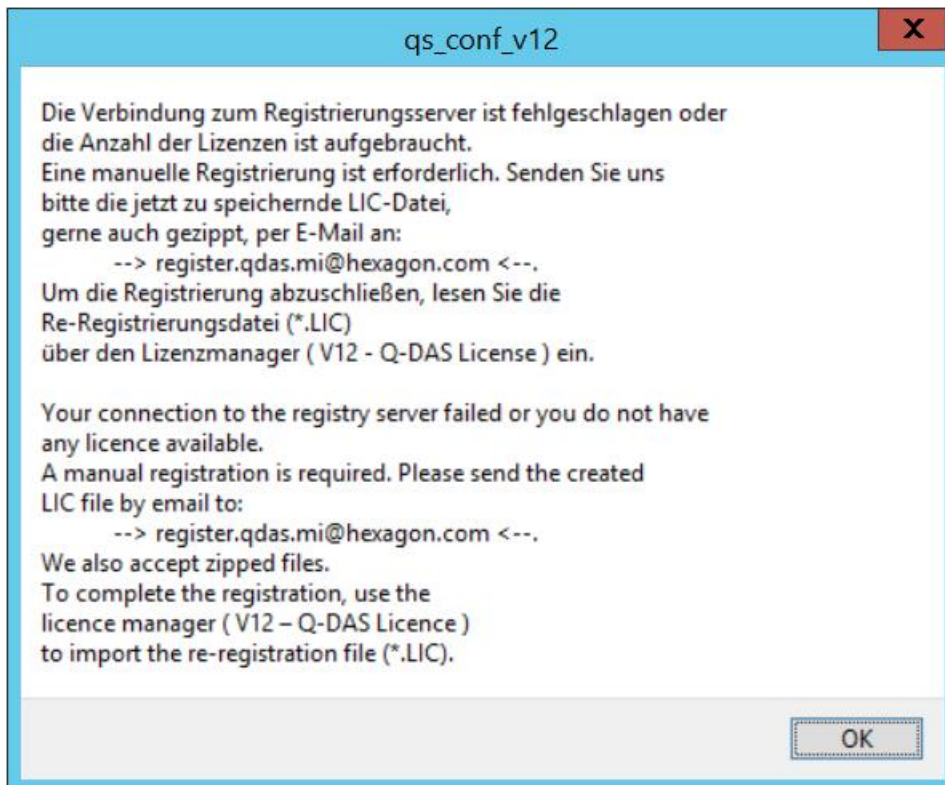 qs_conf_v12
X
Die Verbindung zum Registrierungsserver ist fehlgeschlagen oder
die Anzahl der Lizenzen ist aufgebraucht.
Eine manuelle Registrierung ist erforderlich. Senden Sie uns
bitte die jetzt zu speichernde LIC-Datei,
gerne auch gezippt, per E-Mail an:
--> register.qdas.mi@hexagon.com <--.
Um die Registrierung abzuschließen, lesen Sie die
Re-Registrierungsdatei (*.LIC)
über den Lizenzmanager ( V12 - Q-DAS License ) ein.
Your connection to the registry server failed or you do not have
any licence available.
A manual registration is required. Please send the created
LIC file by email to:
--> register.qdas.mi@hexagon.com <--.
We also accept zipped files.
To complete the registration, use the
licence manager ( V12 – Q-DAS Licence )
to import the re-registration file (*.LIC).
OK